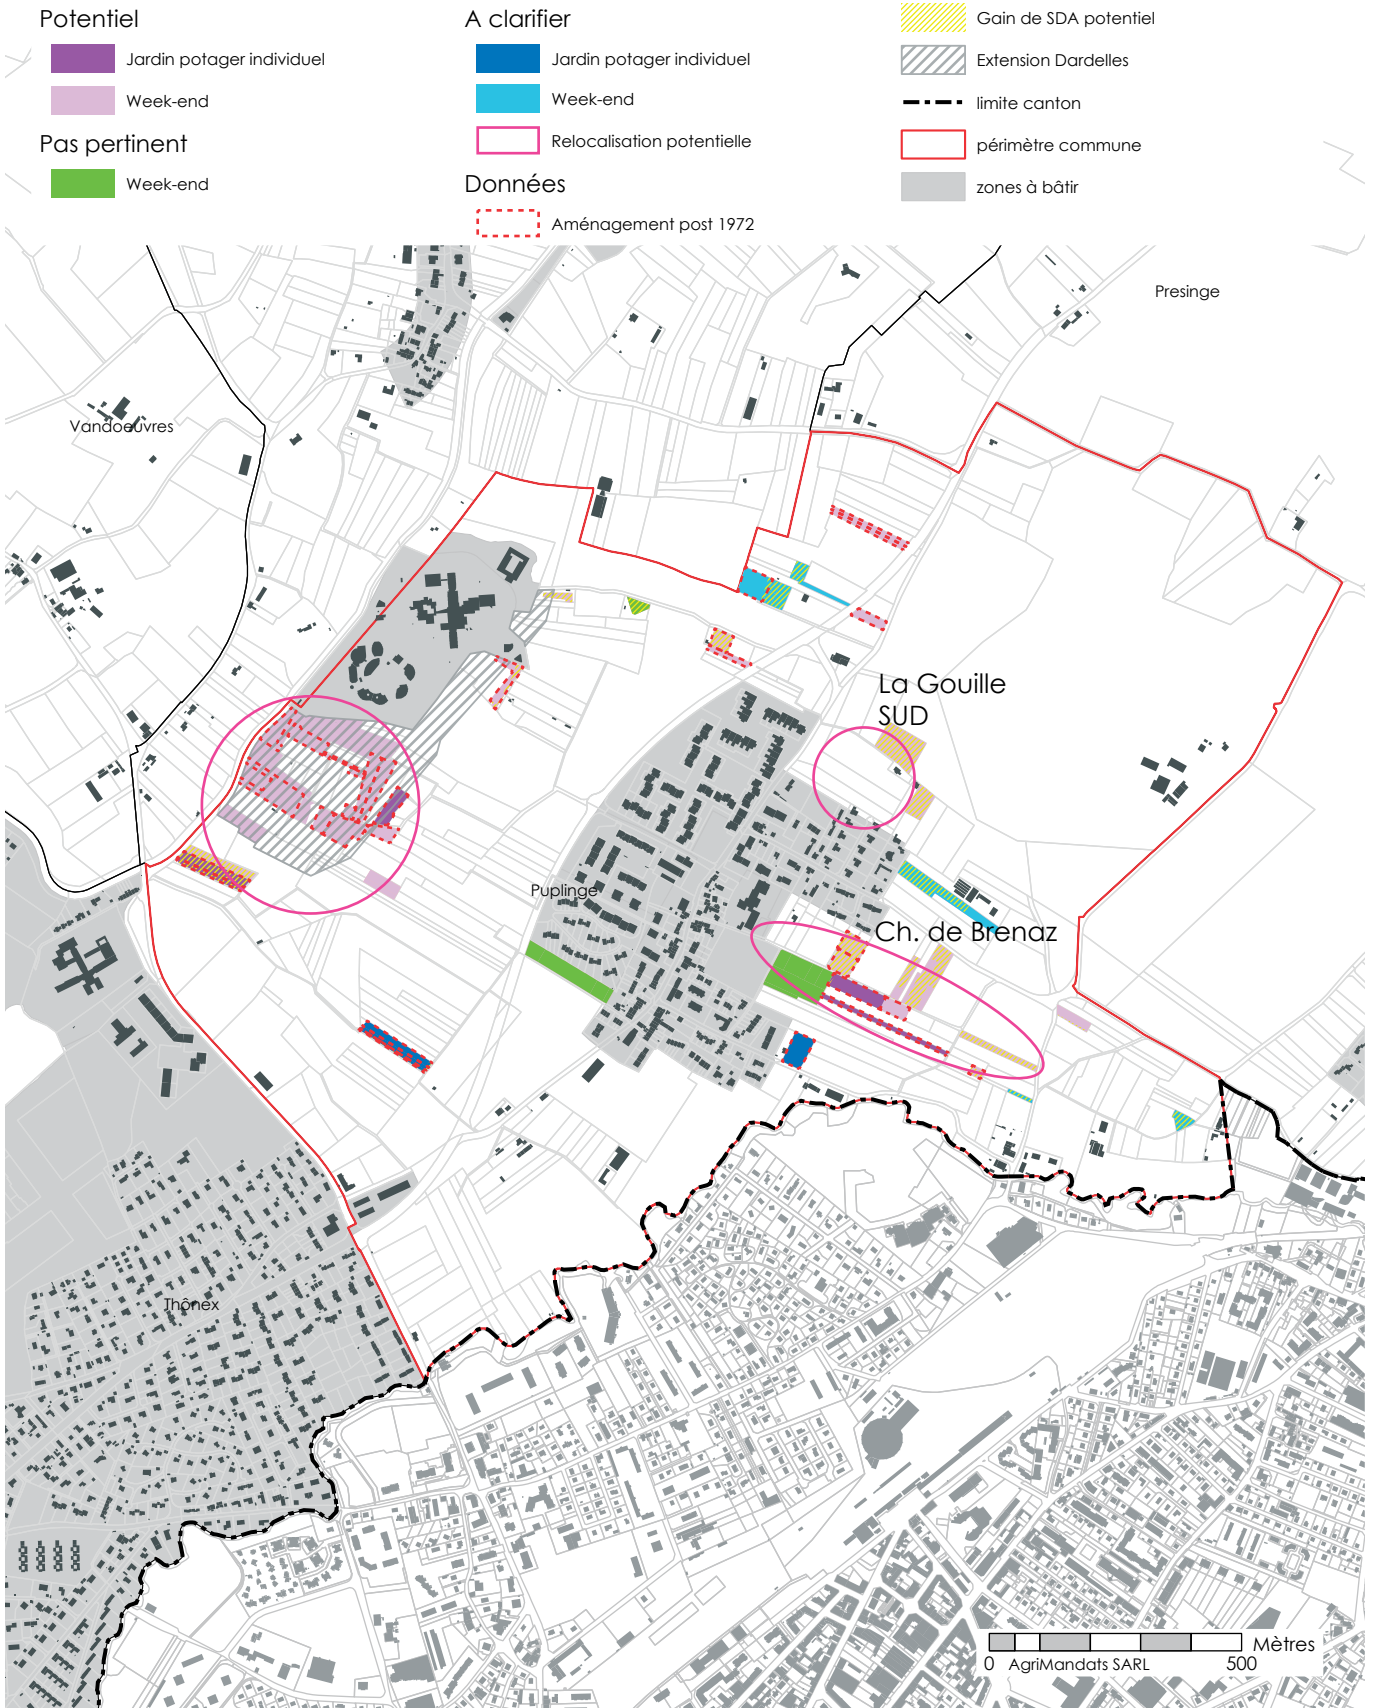 Potentiel
Jardin potager individuel
Week-end
Pas pertinent
Week-end
A clarifier
Jardin potager individuel
Week-end
Relocalisation potentielle
Données
Aménagement post 1972
Gain de SDA potentiel
Extension Dardelles
limite canton
périmètre commune
zones à bâtir
Presinge
Vandoeuvres
La Gouille
SUD
Puplinge
Ch. de Brenaz
Thônex
Mètres
0 AgriMandats SARL 500